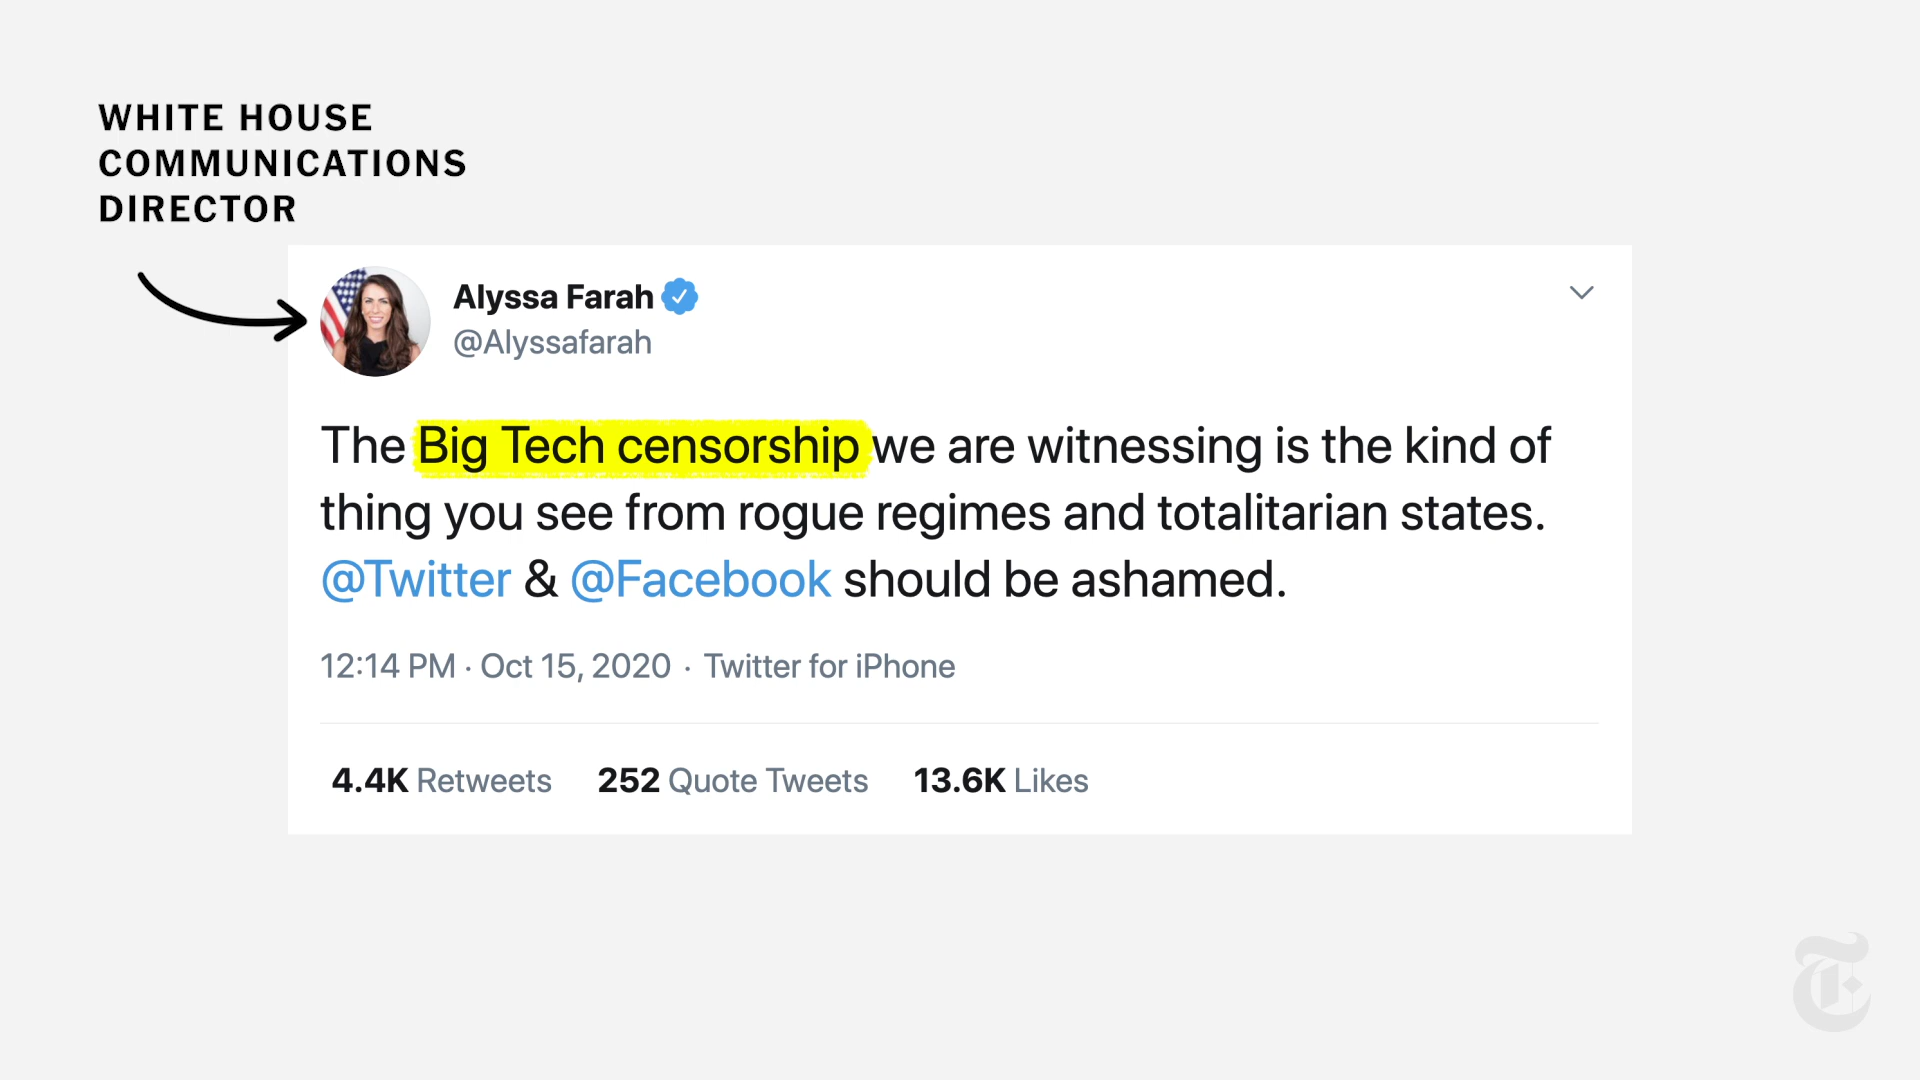 WHITE HOUSE
COMMUNICATIONS
DIRECTOR
Alyssa Farah
@Alyssafarah
The Big Tech censorship we are witnessing is the kind of
thing you see from rogue regimes and totalitarian states.
@Twitter & @Facebook should be ashamed.
12:14 PM · Oct 15, 2020 · Twitter for iPhone
4.4K Retweets 252 Quote Tweets 13.6K Likes
T